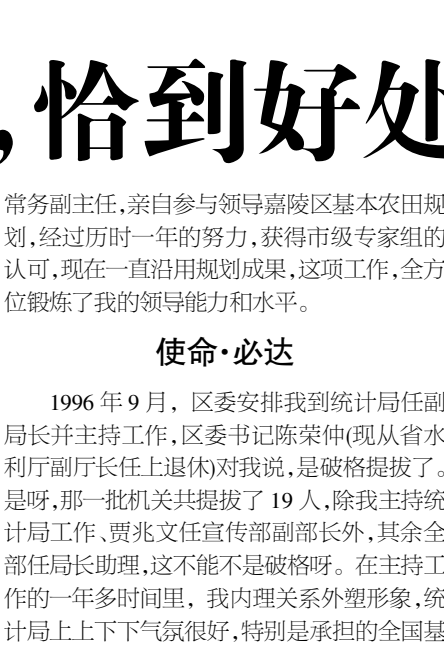 ，恰到好处
常务副主任，亲自参与领导嘉陵区基本农田规
划，经过历时一年的努力，获得市级专家组的
认可，现在一直沿用规划成果，这项工作，全方
位锻炼了我的领导能力和水平。
使命·必达
1996年9月，区委安排我到统计局任副
局长并主持工作，区委书记陈荣仲(现从省水
利厅副厅长任上退休)对我说，是破格提拔了。
是呀，那一批机关共提拔了19人，除我主持统
计局工作、贾兆文任宣传部副部长外，其余全
部任局长助理，这不能不是破格呀。在主持工
作的一年多时间里，我内理关系外塑形象，统
计局上上下下气氛很好，特别是承担的全国基